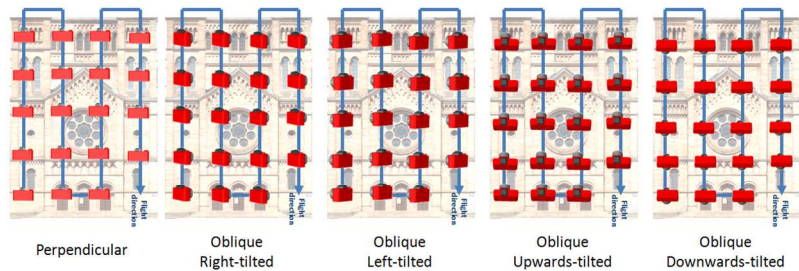 Flight direction
Flight direction
Flight direction
Flight direction
Flight direction
Perpendicular
Oblique
Right-tilted
Oblique
Left-tilted
Oblique
Upwards-tilted
Oblique
Downwards-tilted